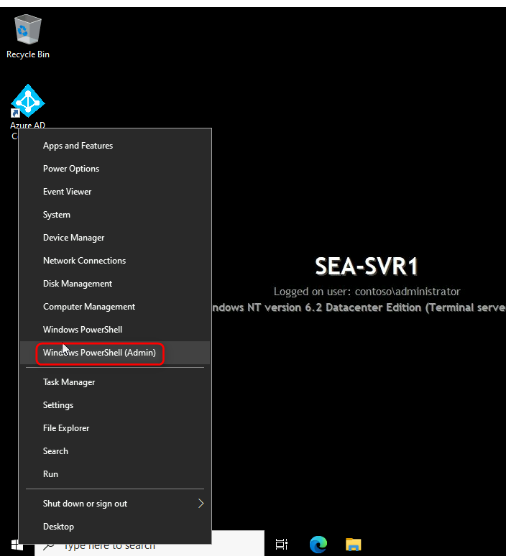 Recycle Bin
Azure AD
C
Apps and Features
Power Options
Event Viewer
System
Device Manager
Network Connections
Disk Management
Computer Management
Windows PowerShell
Windows PowerShell (Admin)
Task Manager
Settings
File Explorer
Search
Run
Shut down or sign out
Desktop
SEA-SVR1
Logged on user: contoso\administrator
ndows NT version 6.2 Datacenter Edition (Terminal serve
Type here to search